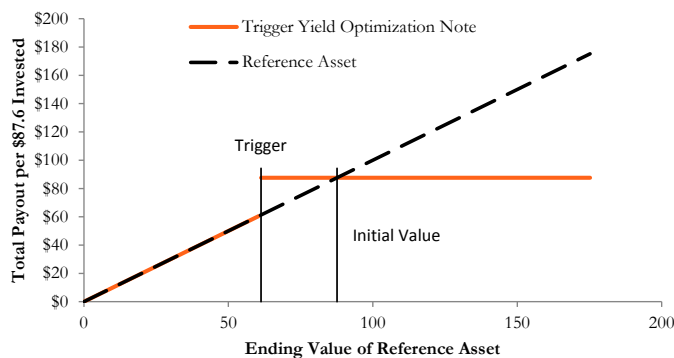 $200
$180
$160
$140
$120
$100
$80
$60
$40
$20
$0
Total Payout per $87.6 Invested
Trigger Yield Optimization Note
Reference Asset
Trigger
Initial Value
0
50
100
150
200
Ending Value of Reference Asset